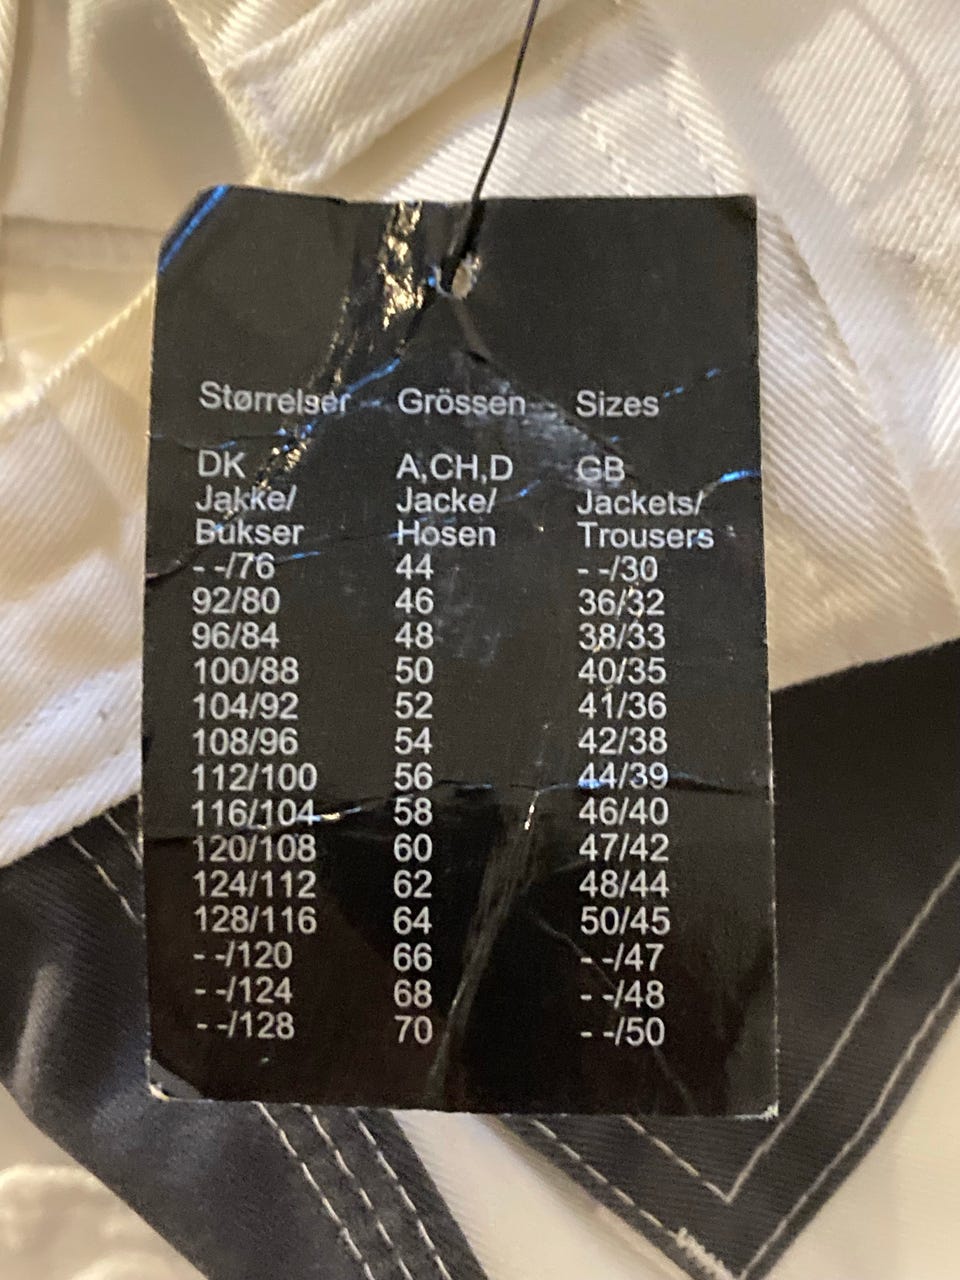 Størrelser Grössen Sizes
DK A,CH,D GB
Jakke/ Jacke/ Jackets/
Bukser Hosen Trousers
- -/76 44 - -/30
92/80 46 36/32
96/84 48 38/33
100/88 50 40/35
104/92 52 41/36
108/96 54 42/38
112/100 56 44/39
116/104 58 46/40
120/108 60 47/42
124/112 62 48/44
128/116 64 50/45
- -/120 66 - -/47
- -/124 68 - -/48
- -/128 70 - -/50